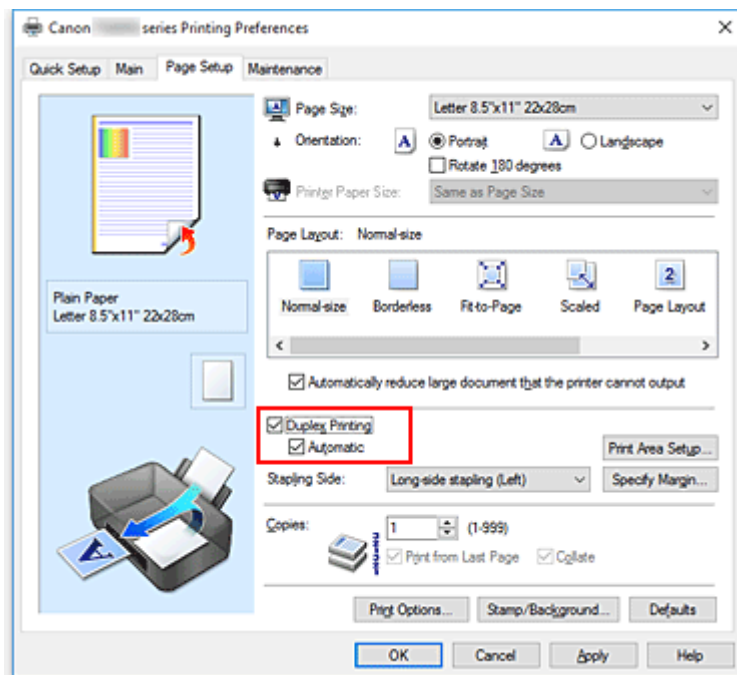 Canon series Printing Preferences
Quick Setup Main Page Setup Maintenance
Page Size: Letter 8.5"x11" 22x28cm
Orientation: A Portrait A Landscape
Rotate 180 degrees
Printer Paper Size: Same as Page Size
Page Layout: Normal-size
2
Normal-size Borderless Fit-to-Page Scaled Page Layout
Plain Paper
Letter 8.5"x11" 22x28cm
Automatically reduce large document that the printer cannot output
Duplex Printing
Automatic
Print Area Setup...
Stapling Side: Long-side stapling (Left) Specify Margin...
Copies: 1 (1-999)
Print from Last Page Collate
A
Print Options... Stamp/Background... Defaults
OK Cancel Apply Help